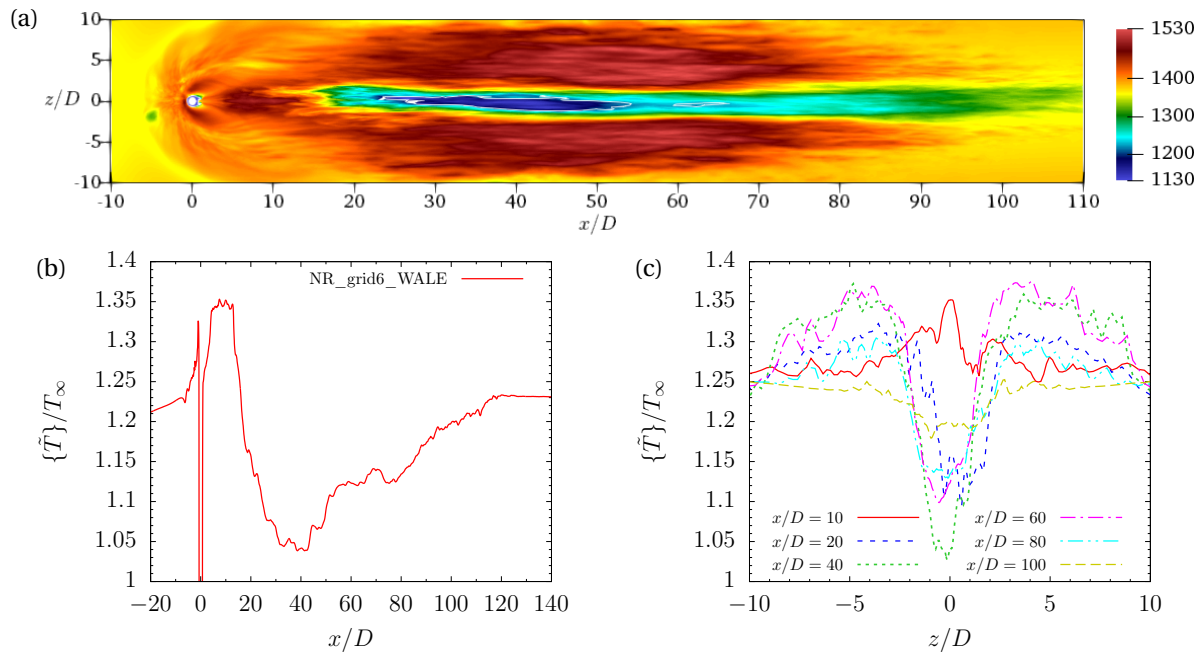 (a)
10
5
z/D
0
-5
-10
-10 0 10 20 30 40 50 60 70 80 90 100 110
x/D
1530
1400
1300
1200
1130
(b)
NR_grid6_WALE
1.4
1.35
1.3
1.25
1.2
1.15
1.1
1.05
1
{T̃}/T∞
−20 0 20 40 60 80 100 120 140
x/D
(c)
1.4
1.35
1.3
1.25
1.2
1.15
1.1
1.05
1
{T̃}/T∞
x/D = 10
x/D = 20
x/D = 40
x/D = 60
x/D = 80
x/D = 100
−10 −5 0 5 10
z/D